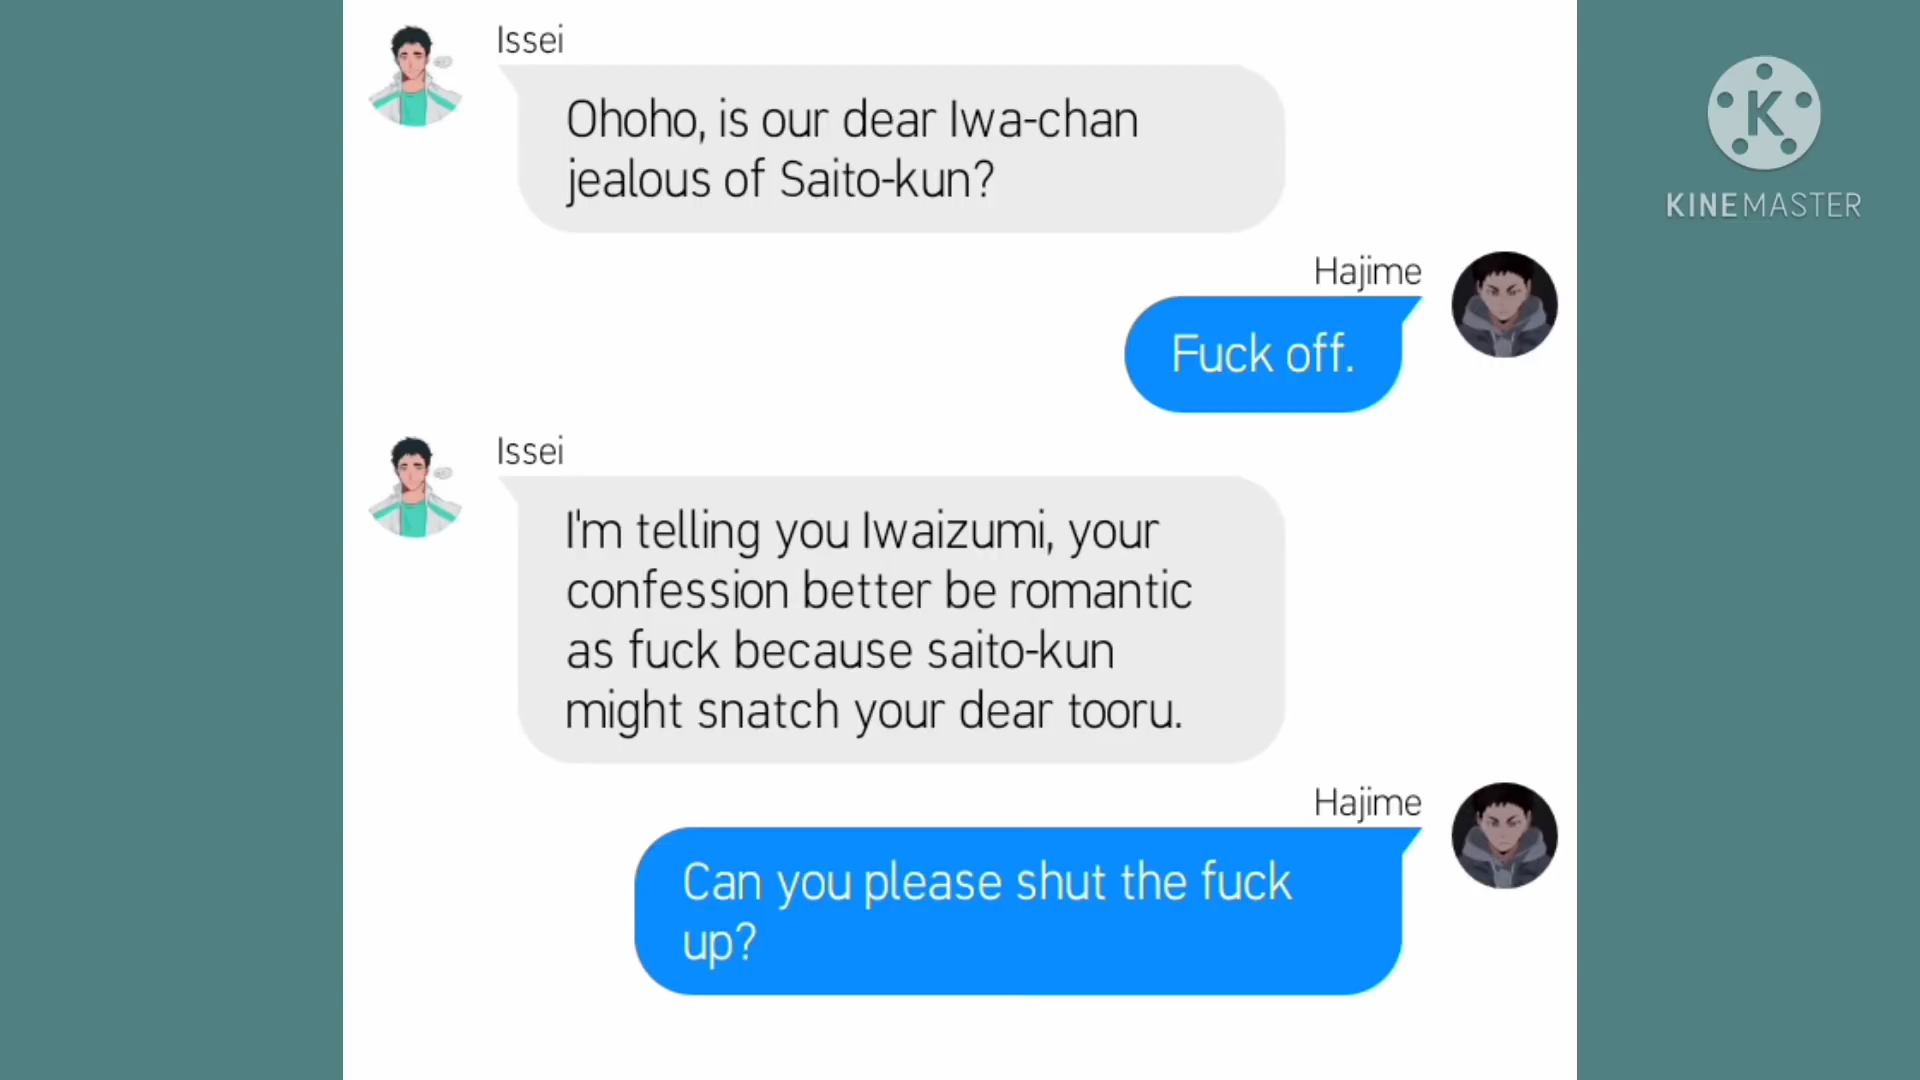 Issei
Ohoho, is our dear Iwa-chan
jealous of Saito-kun?
Hajime
Fuck off.
Issei
I'm telling you Iwaizumi, your
confession better be romantic
as fuck because saito-kun
might snatch your dear tooru.
Hajime
Can you please shut the fuck
up?
K
KINEMASTER